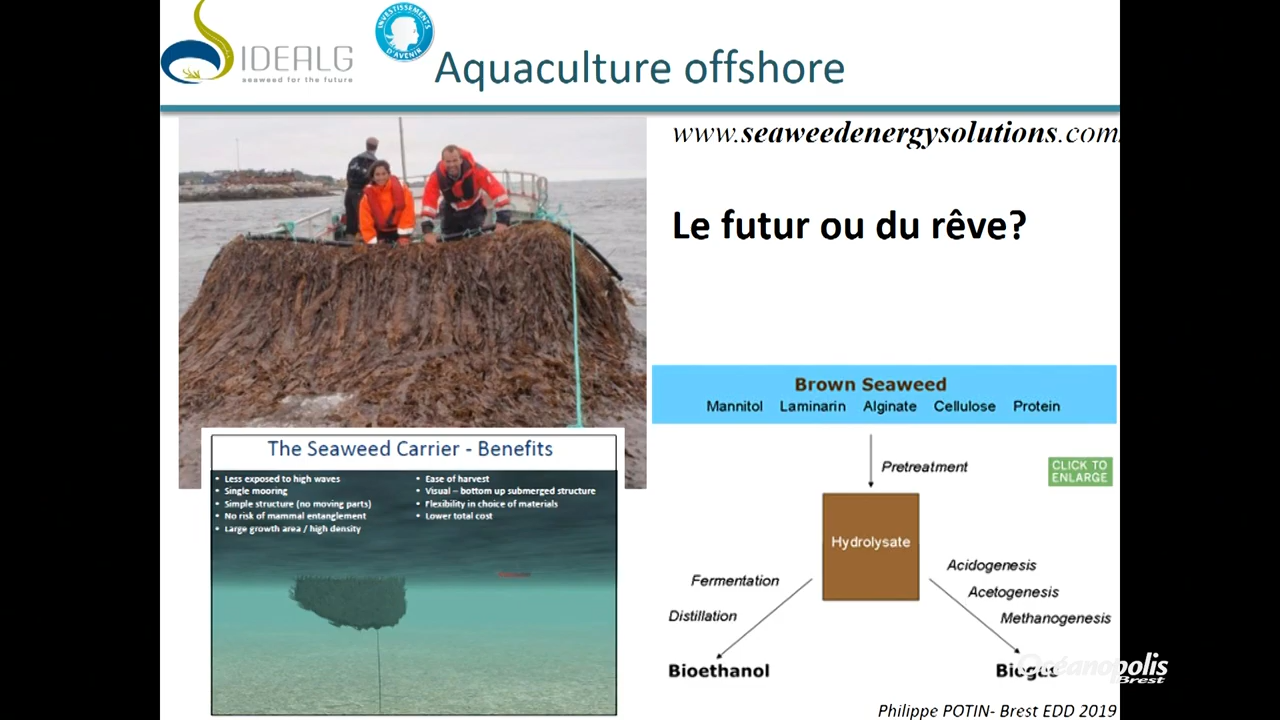 IDEALG
seaweed for the future
INVESTISSEMENTS
D'AVENIR
Aquaculture offshore
www.seaweedenergysolutions.com
Le futur ou du rêve?
The Seaweed Carrier - Benefits
• Less exposed to high waves
• Single mooring
• Simple structure (no moving parts)
• No risk of mammal entanglement
• Large growth area / high density
• Ease of harvest
• Visual – bottom up submerged structure
• Flexibility in choice of materials
• Lower total cost
Brown Seaweed
Mannitol Laminarin Alginate Cellulose Protein
Pretreatment
CLICK TO
ENLARGE
Hydrolysate
Fermentation
Distillation
Acidogenesis
Acetogenesis
Methanogenesis
Bioethanol
Biogas
Océanopolis
Brest
Philippe POTIN- Brest EDD 2019